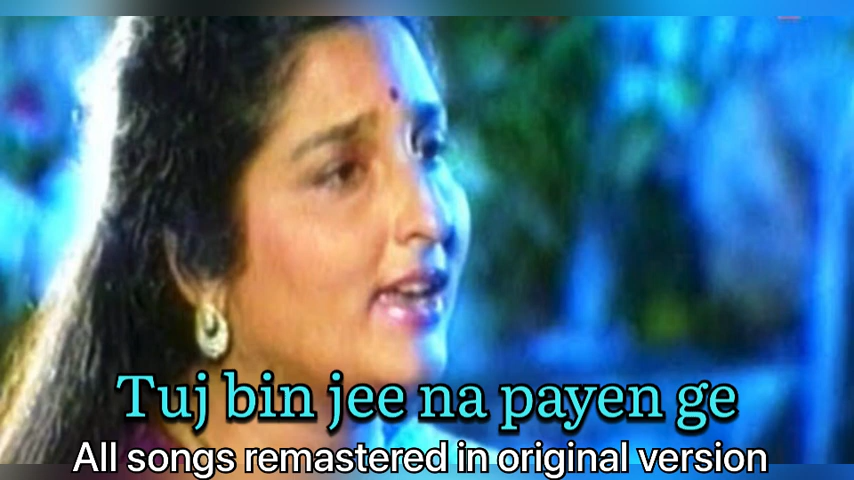 Tuj bin jee na payen ge
All songs remastered in original version